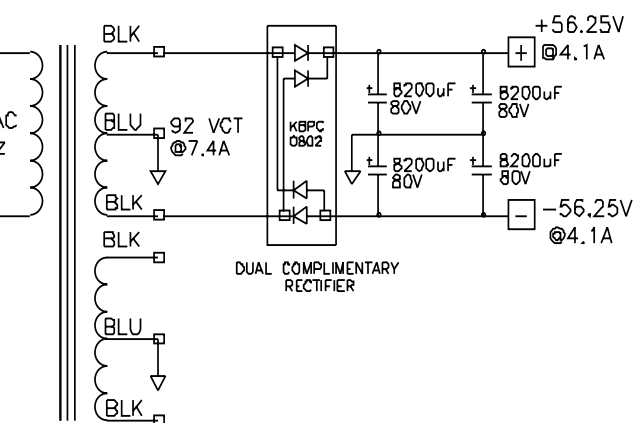 BLK
+56.25V
+
@4.1A
+
8200uF
80V
+
8200uF
80V
AC
BLU
92 VCT
@7.4A
KBPC
0802
+
8200uF
80V
+
8200uF
80V
BLK
−
−56.25V
@4.1A
BLK
DUAL COMPLIMENTARY
RECTIFIER
BLU
BLK